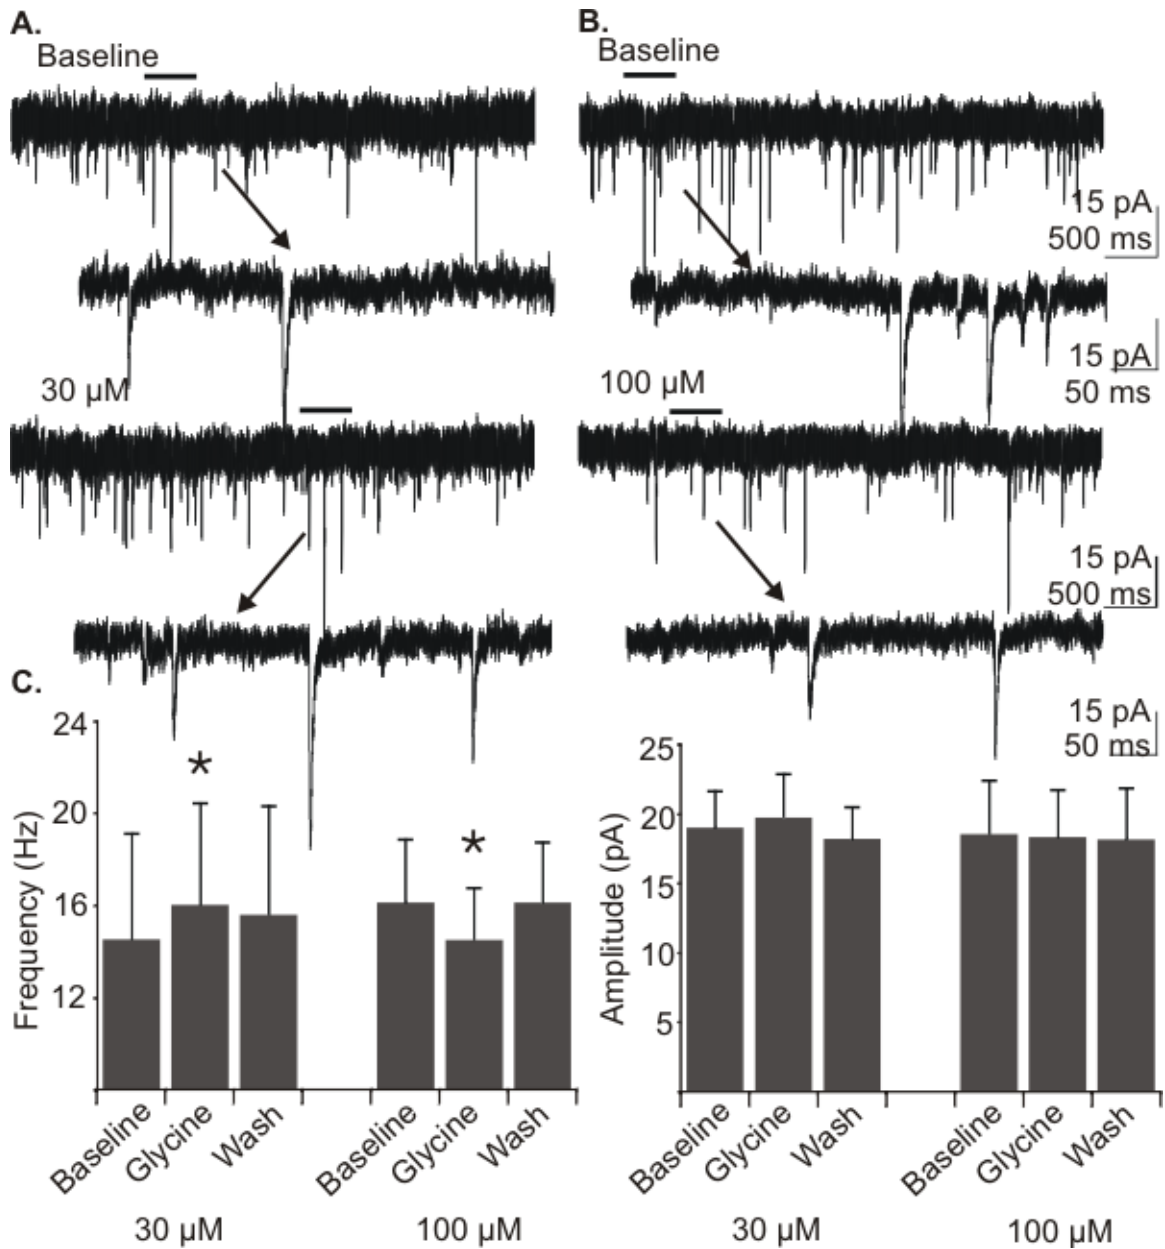 A.
Baseline
B.
Baseline
15 pA
500 ms
15 pA
50 ms
30 µM
100 µM
15 pA
500 ms
15 pA
50 ms
C.
Frequency (Hz)
24
20
16
12
*
*
Baseline
Glycine
Wash
Baseline
Glycine
Wash
30 µM
100 µM
Amplitude (pA)
25
20
15
10
5
Baseline
Glycine
Wash
Baseline
Glycine
Wash
30 µM
100 µM